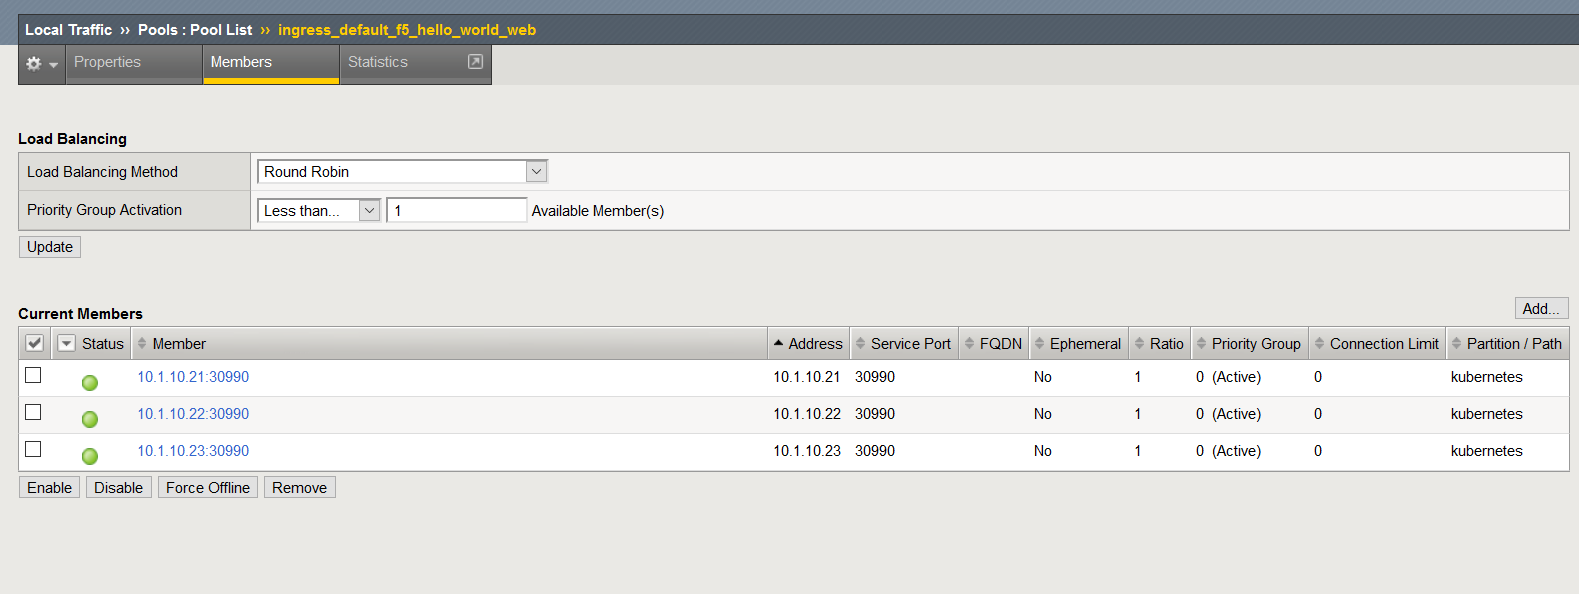 Local Traffic ›› Pools : Pool List ›› ingress_default_f5_hello_world_web
Properties Members Statistics
Load Balancing
Load Balancing Method Round Robin
Priority Group Activation Less than... 1 Available Member(s)
Update
Current Members Add...
Status Member Address Service Port FQDN Ephemeral Ratio Priority Group Connection Limit Partition / Path
10.1.10.21:30990 10.1.10.21 30990 No 1 0 (Active) 0 kubernetes
10.1.10.22:30990 10.1.10.22 30990 No 1 0 (Active) 0 kubernetes
10.1.10.23:30990 10.1.10.23 30990 No 1 0 (Active) 0 kubernetes
Enable Disable Force Offline Remove